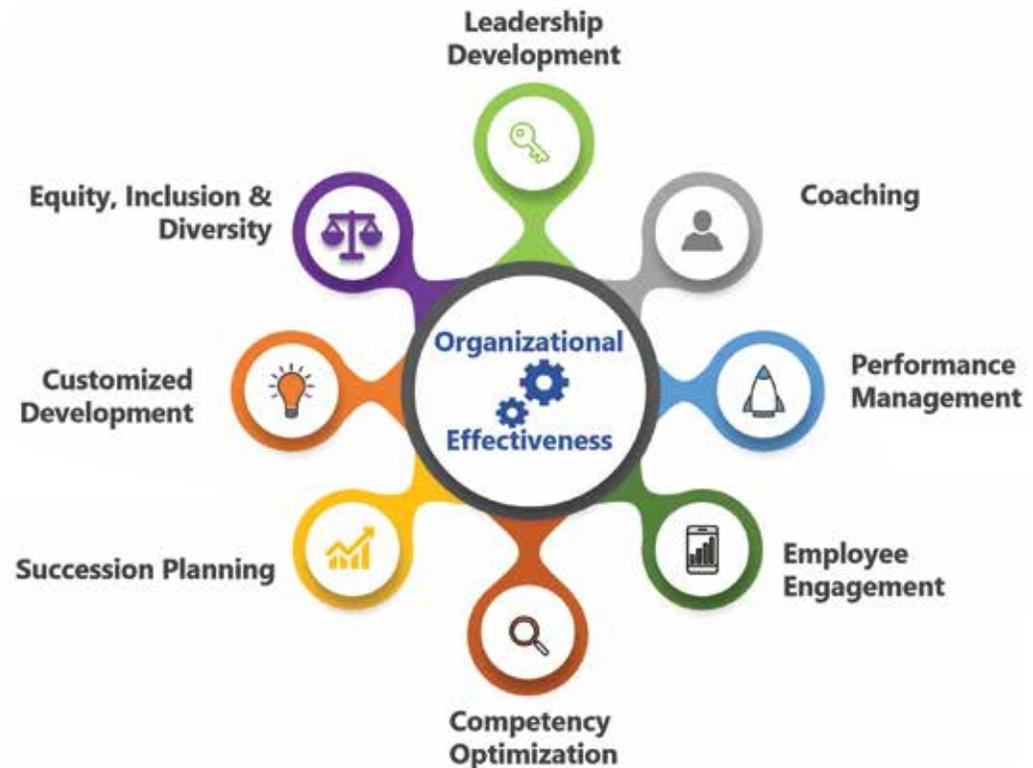 Leadership
Development
Coaching
Performance
Management
Employee
Engagement
Competency
Optimization
Succession Planning
Customized
Development
Equity, Inclusion &
Diversity
Organizational
Effectiveness